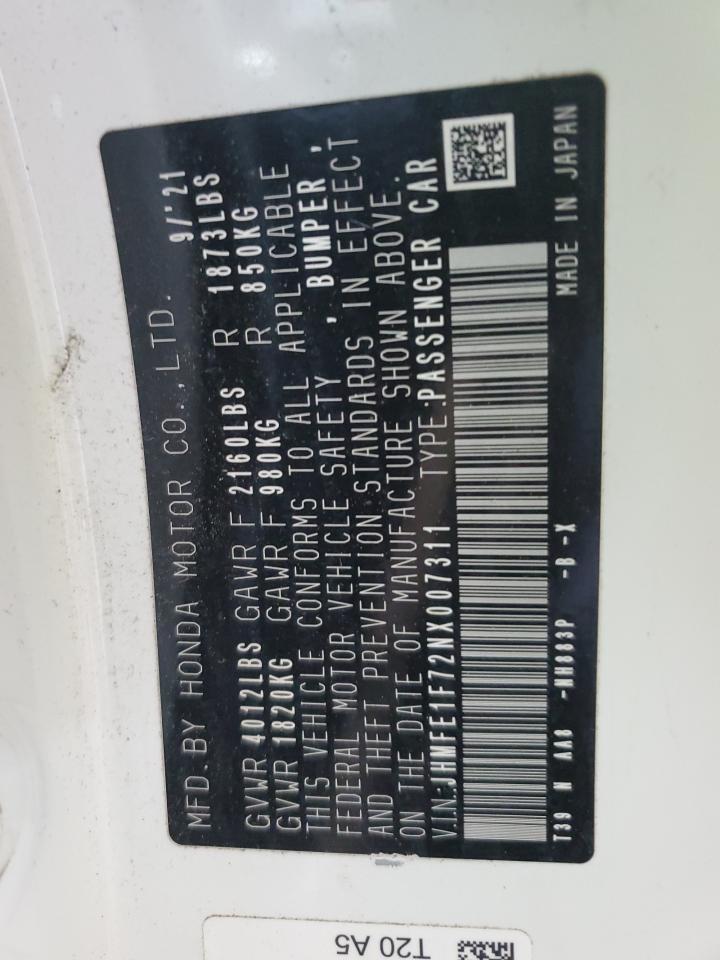 MFD. BY HONDA MOTOR CO., LTD. 9/'21
GVWR 4012LBS GAWR F 2160LBS R 1873LBS
GVWR 1820KG GAWR F 980KG R 850KG
THIS VEHICLE CONFORMS TO ALL APPLICABLE
FEDERAL MOTOR VEHICLE SAFETY, BUMPER,
AND THEFT PREVENTION STANDARDS IN EFFECT
ON THE DATE OF MANUFACTURE SHOWN ABOVE.
V.I.N:JHMFE1F72NX007311 TYPE:PASSENGER CAR
T39 N AA8 -NH883P -B -X MADE IN JAPAN
T20 A5